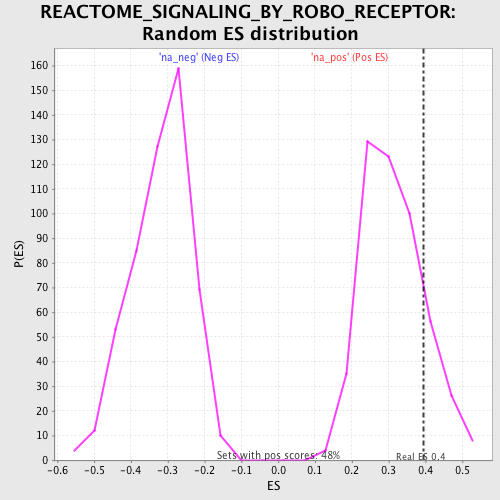 REACTOME_SIGNALING_BY_ROBO_RECEPTOR:
Random ES distribution
'na_neg' (Neg ES) 'na_pos' (Pos ES)
160
150
140
130
120
110
100
90
80
70
60
50
40
30
20
10
0
P(ES)
Sets with pos scores: 48%
Real ES 0.4
-0.6 -0.5 -0.4 -0.3 -0.2 -0.1 0.0 0.1 0.2 0.3 0.4 0.5
ES